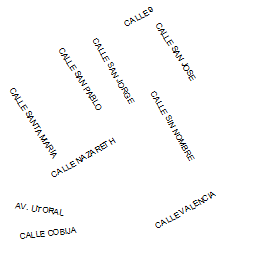 CALLE 9
CALLE SAN JOSE
CALLE SAN JORGE
CALLE SAN PABLO
CALLE SANTA MARIA
CALLE SIN NOMBRE
CALLE NAZARETH
CALLE VALENCIA
AV. LITORAL
CALLE COBIJA